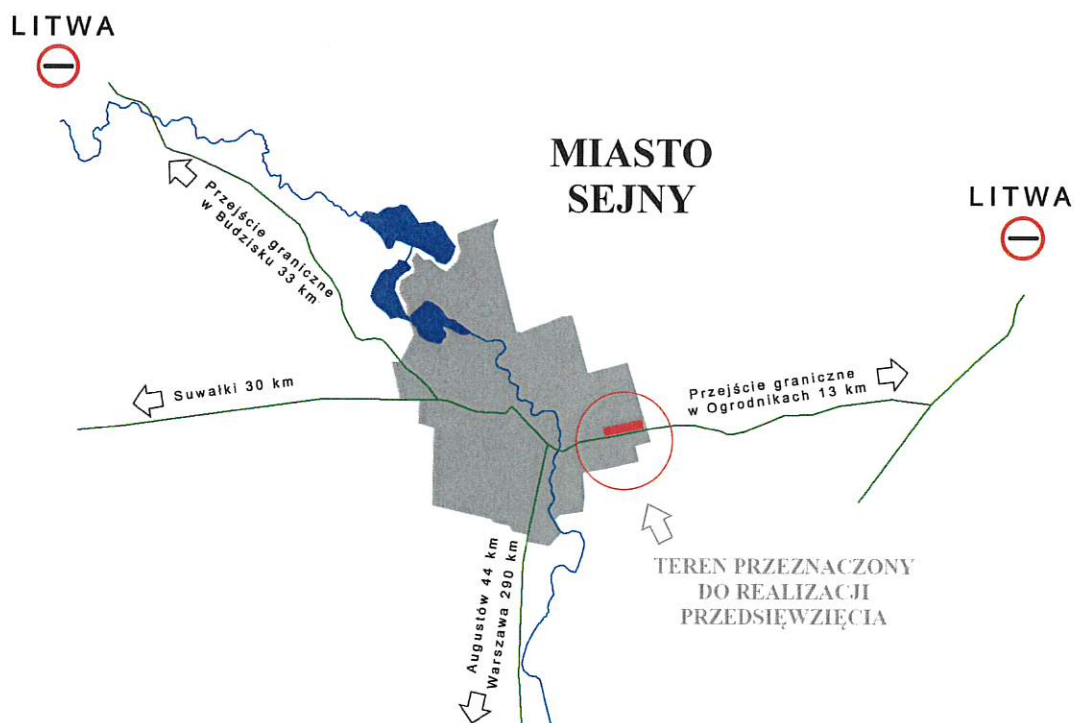 LITWA
MIASTO
SEJNY
LITWA
Przejście graniczne
w Budzisku 33 km
Suwałki 30 km
Przejście graniczne
w Ogrodnikach 13 km
Augustów 44 km
Warszawa 290 km
TEREN PRZEZNACZONY
DO REALIZACJI
PRZEDSIĘWZIĘCIA